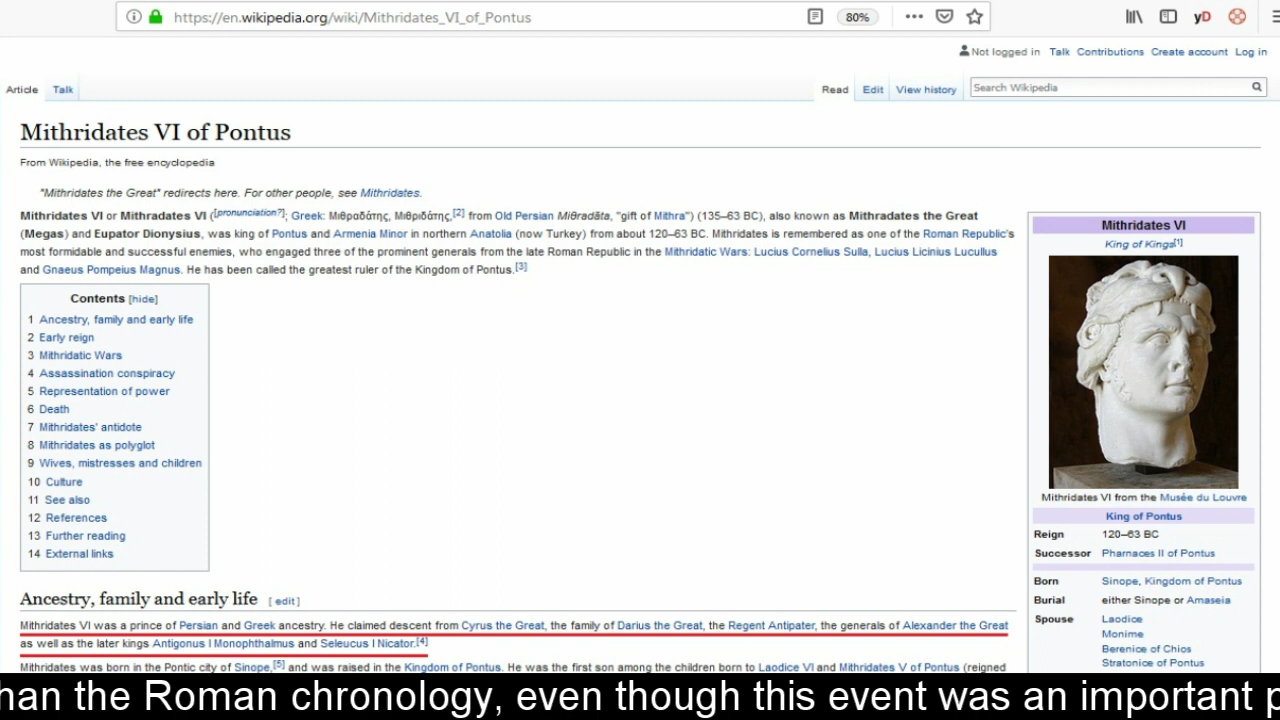 https://en.wikipedia.org/wiki/Mithridates_VI_of_Pontus
80%
yD
Not logged in Talk Contributions Create account Log in
Article Talk
Read Edit View history
Search Wikipedia
Mithridates VI of Pontus
From Wikipedia, the free encyclopedia
"Mithridates the Great" redirects here. For other people, see Mithridates.
Mithridates VI or Mithradates VI ([pronunciation?]; Greek: Μιθραδάτης, Μιθριδάτης,[2] from Old Persian Miθradāta, "gift of Mithra") (135–63 BC), also known as Mithradates the Great
(Megas) and Eupator Dionysius, was king of Pontus and Armenia Minor in northern Anatolia (now Turkey) from about 120–63 BC. Mithridates is remembered as one of the Roman Republic's
most formidable and successful enemies, who engaged three of the prominent generals from the late Roman Republic in the Mithridatic Wars: Lucius Cornelius Sulla, Lucius Licinius Lucullus
and Gnaeus Pompeius Magnus. He has been called the greatest ruler of the Kingdom of Pontus.[3]
Contents [hide]
1 Ancestry, family and early life
2 Early reign
3 Mithridatic Wars
4 Assassination conspiracy
5 Representation of power
6 Death
7 Mithridates' antidote
8 Mithridates as polyglot
9 Wives, mistresses and children
10 Culture
11 See also
12 References
13 Further reading
14 External links
Mithridates VI
King of Kings[1]
Mithridates VI from the Musée du Louvre
King of Pontus
Reign 120–63 BC
Successor Pharnaces II of Pontus
Born Sinope, Kingdom of Pontus
Burial either Sinope or Amaseia
Spouse Laodice
Monime
Berenice of Chios
Stratonice of Pontus
Ancestry, family and early life [ edit ]
Mithridates VI was a prince of Persian and Greek ancestry. He claimed descent from Cyrus the Great, the family of Darius the Great, the Regent Antipater, the generals of Alexander the Great
as well as the later kings Antigonus I Monophthalmus and Seleucus I Nicator.[4]
Mithridates was born in the Pontic city of Sinope,[5] and was raised in the Kingdom of Pontus. He was the first son among the children born to Laodice VI and Mithridates V of Pontus (reigned
han the Roman chronology, even though this event was an important p